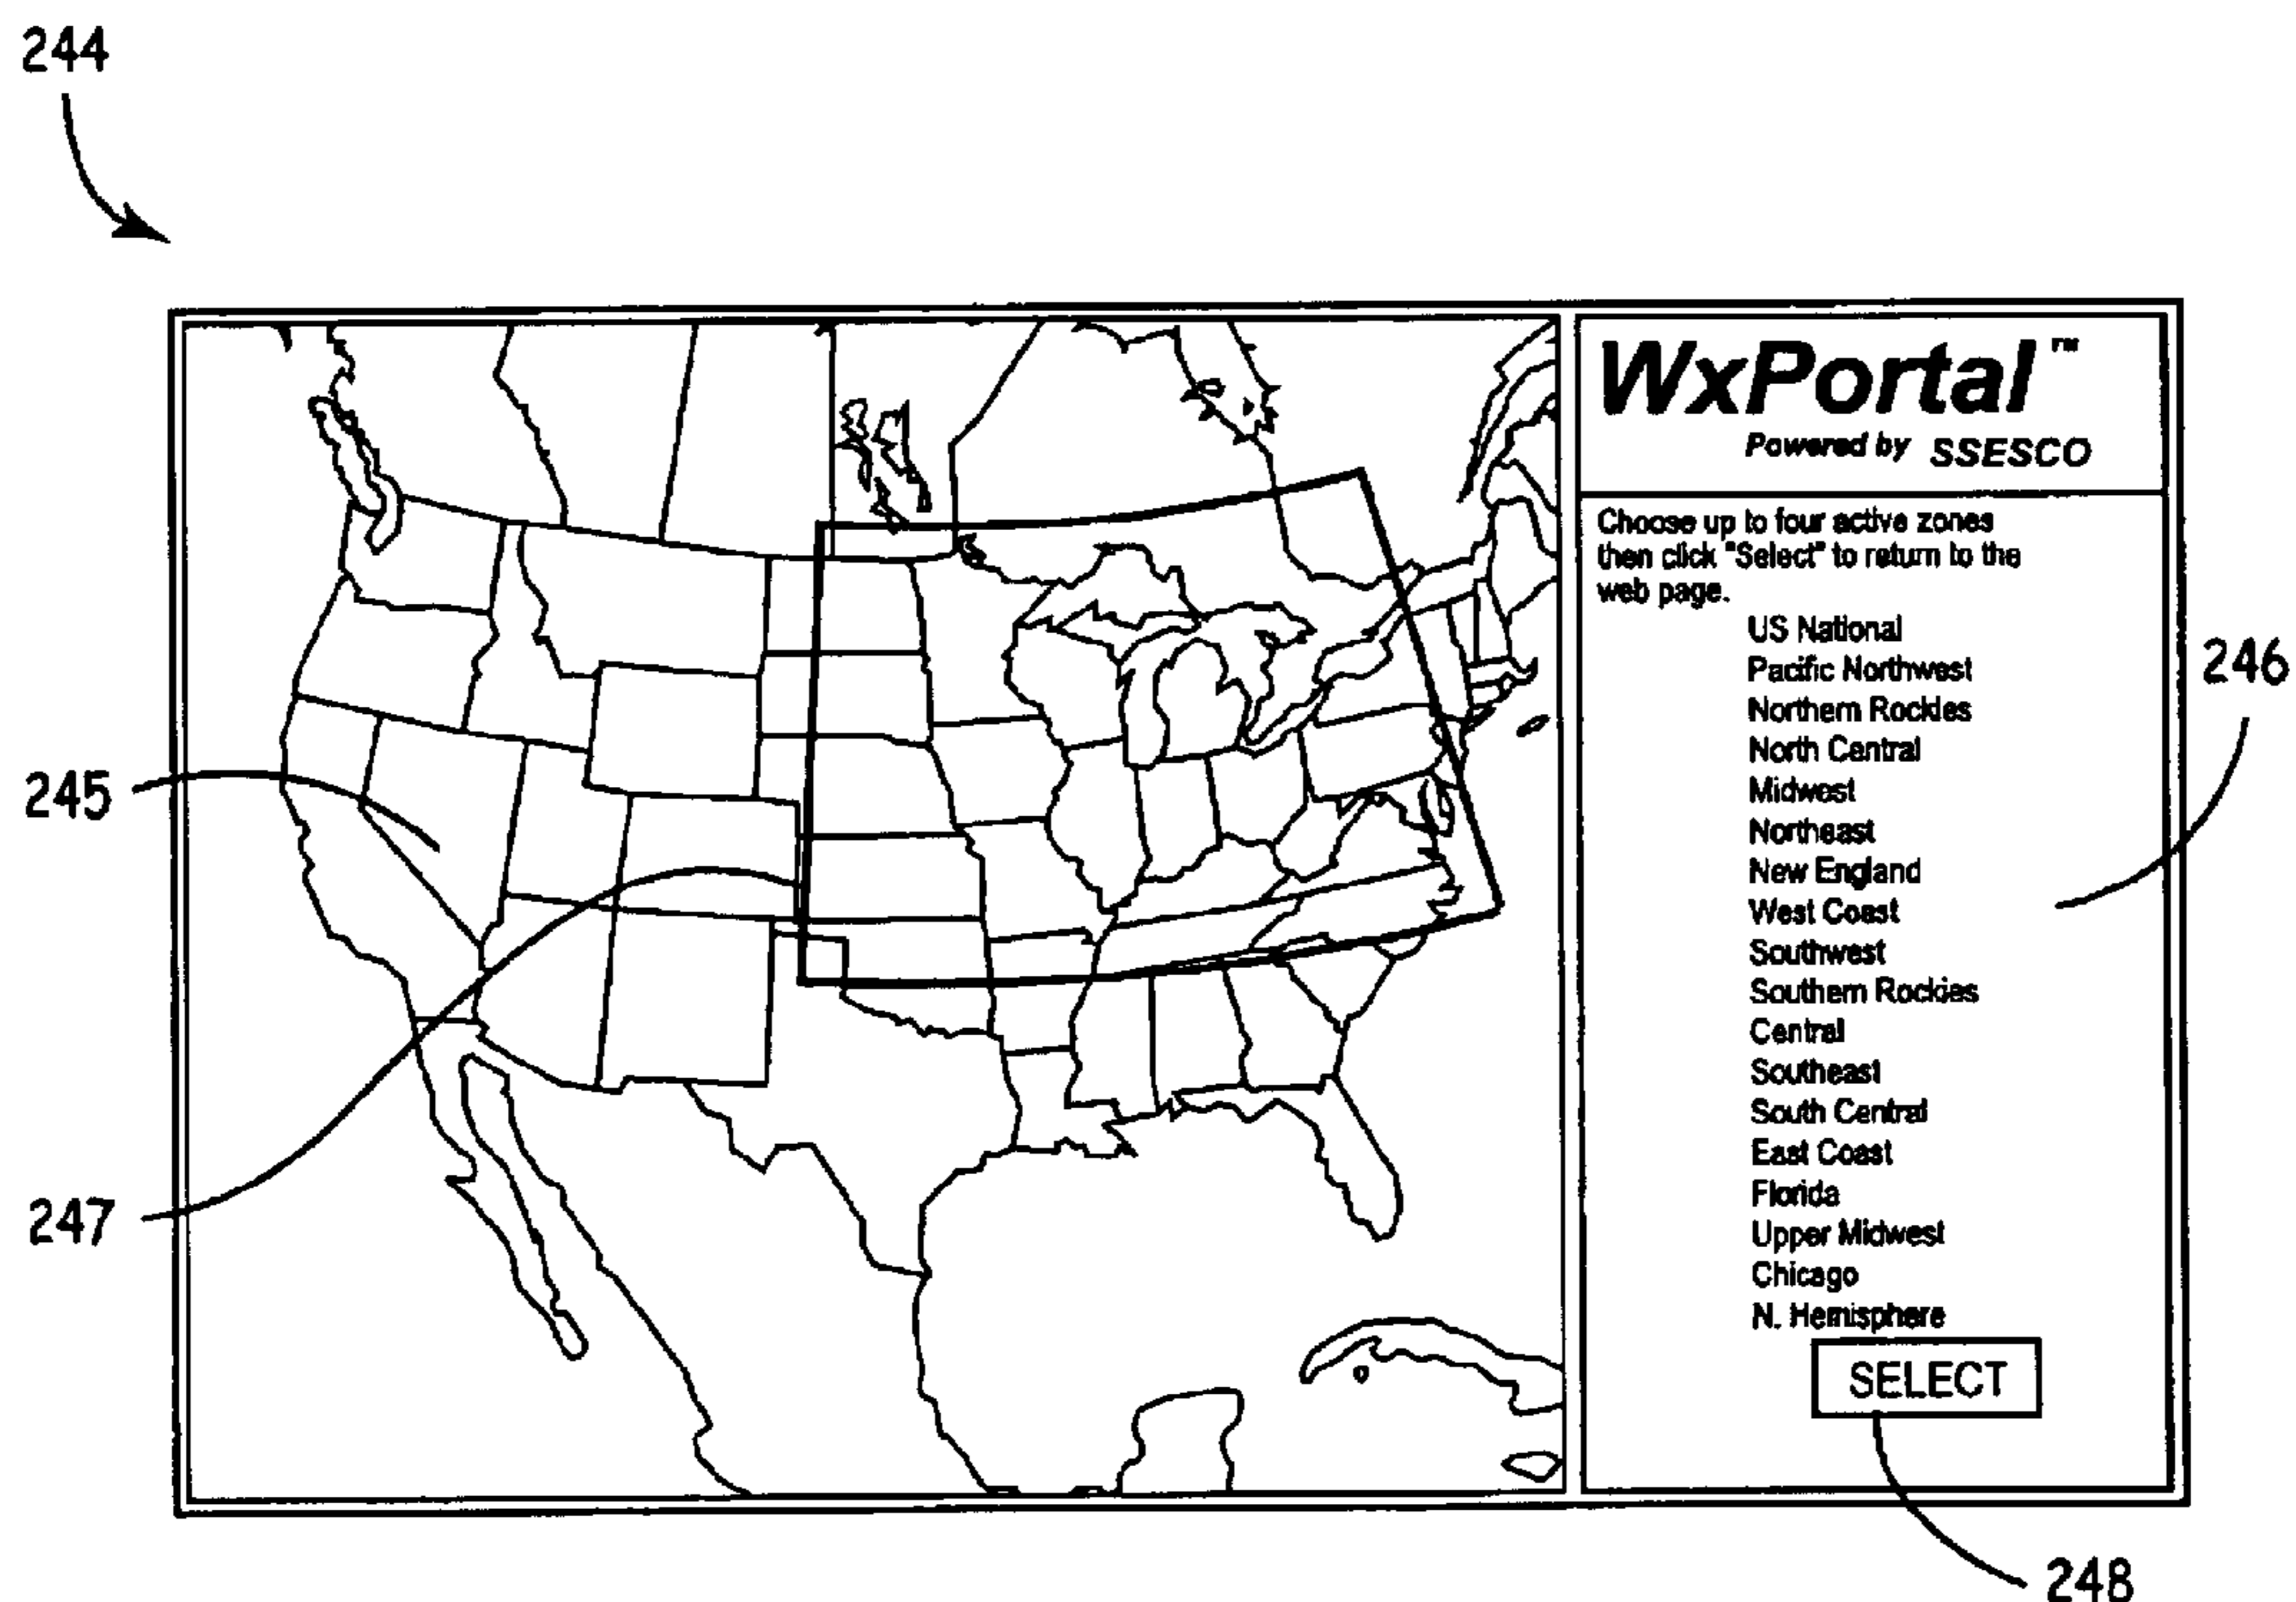 244
WxPortal™
Powered by SSESCO
Choose up to four active zones
then click "Select" to return to the
web page.
US National
Pacific Northwest
Northern Rockies
North Central
Midwest
Northeast
New England
West Coast
Southwest
Southern Rockies
Central
Southeast
South Central
East Coast
Florida
Upper Midwest
Chicago
N. Hemisphere
SELECT
246
245
247
248